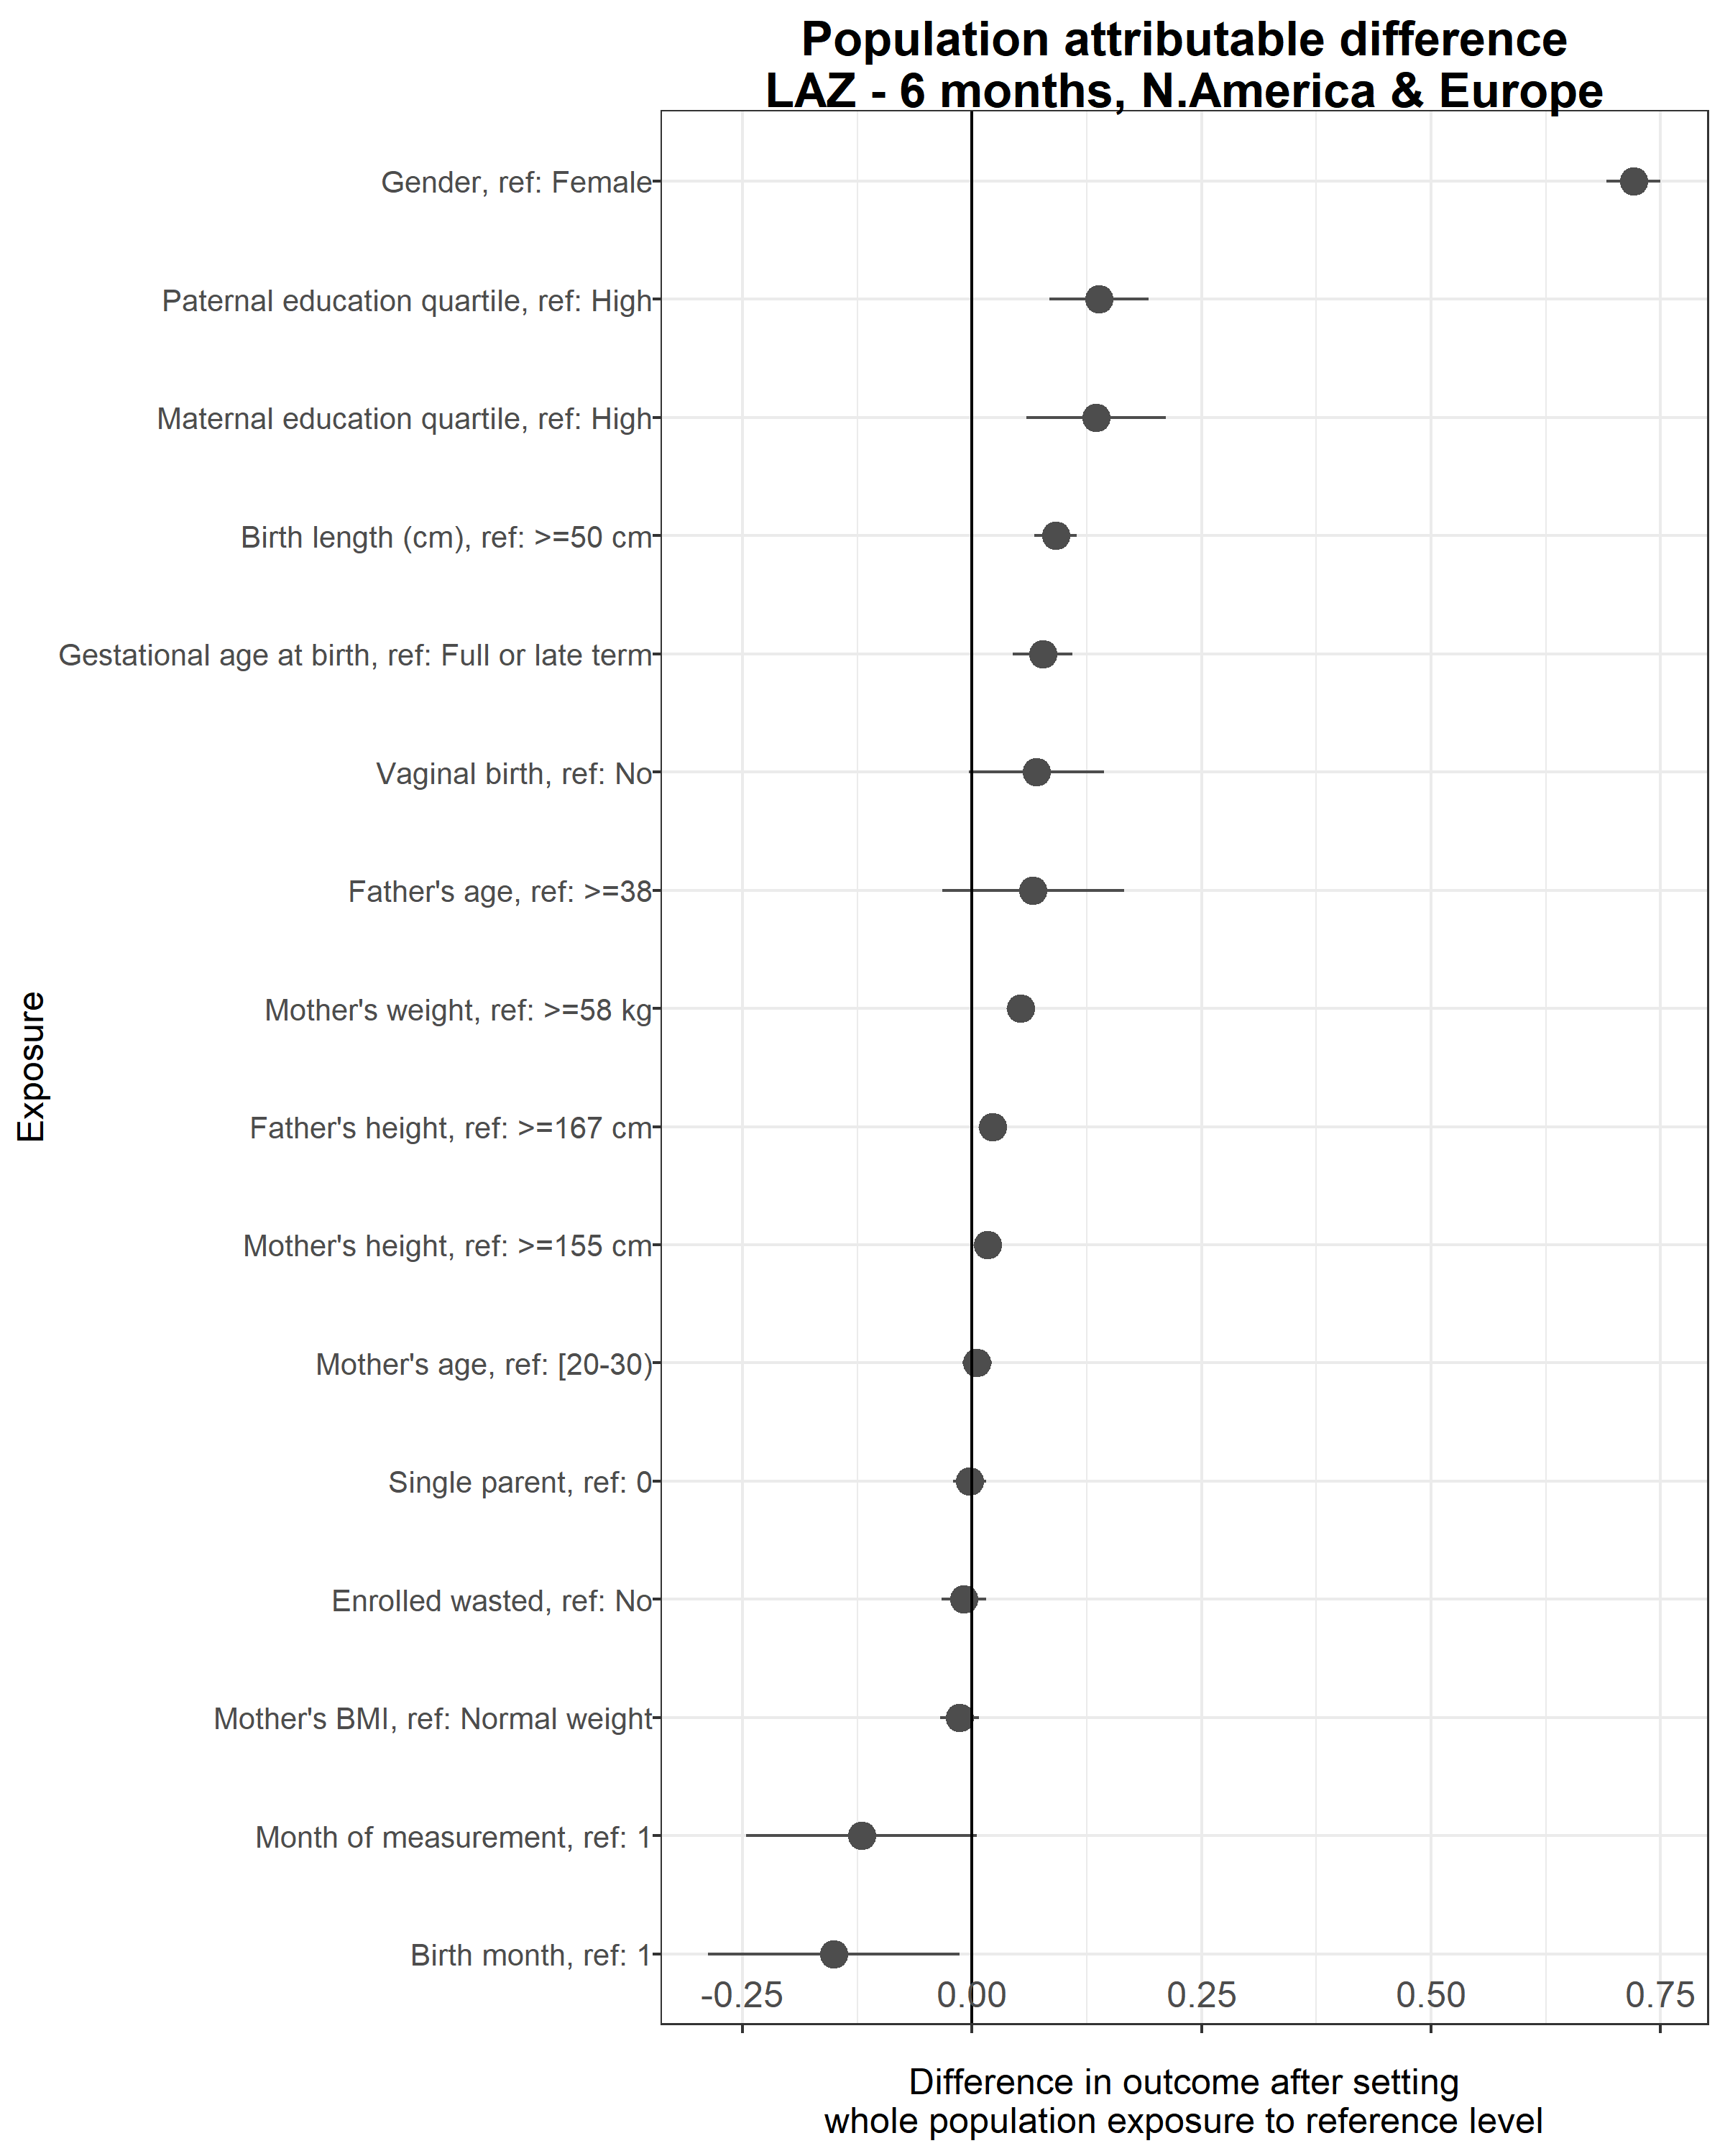 Population attributable difference
LAZ - 6 months, N.America & Europe
Gender, ref: Female
Paternal education quartile, ref: High
Maternal education quartile, ref: High
Birth length (cm), ref: >=50 cm
Gestational age at birth, ref: Full or late term
Vaginal birth, ref: No
Father's age, ref: >=38
Mother's weight, ref: >=58 kg
Father's height, ref: >=167 cm
Mother's height, ref: >=155 cm
Mother's age, ref: [20-30)
Single parent, ref: 0
Enrolled wasted, ref: No
Mother's BMI, ref: Normal weight
Month of measurement, ref: 1
Birth month, ref: 1
Exposure
-0.25 0.00 0.25 0.50 0.75
Difference in outcome after setting
whole population exposure to reference level